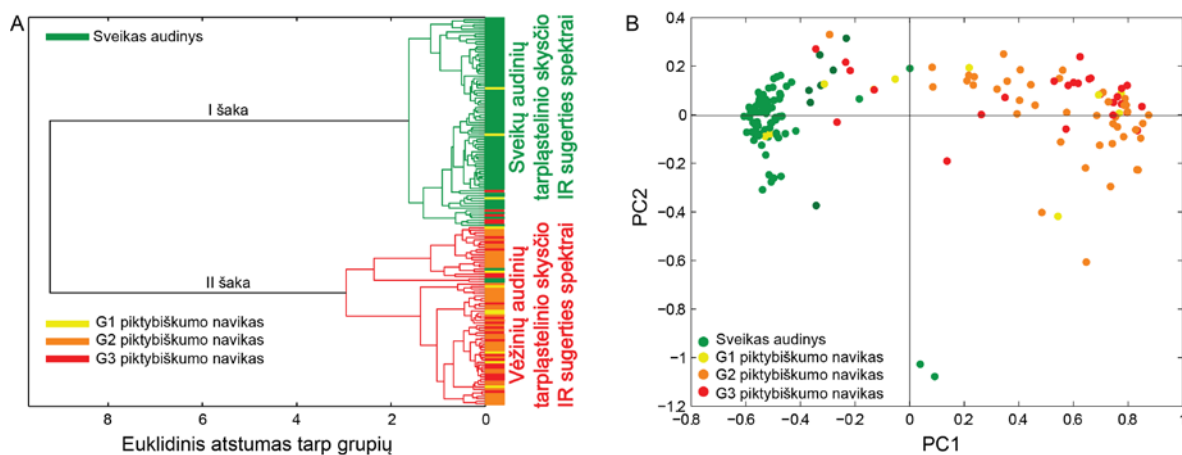 A
Sveikas audinys
I šaka
II šaka
G1 piktybiškumo navikas
G2 piktybiškumo navikas
G3 piktybiškumo navikas
8 6 4 2 0
Euklidinis atstumas tarp grupių
Sveikų audinių
tarpląstelinio skysčio
IR sugerties spektrai
Vėžinių audinių
tarpląstelinio skysčio
IR sugerties spektrai
B
0.4
0.2
0
−0.2
−0.4
−0.6
−0.8
−1
−1.2
PC2
Sveikas audinys
G1 piktybiškumo navikas
G2 piktybiškumo navikas
G3 piktybiškumo navikas
−0.8 −0.6 −0.4 −0.2 0 0.2 0.4 0.6 0.8 1
PC1